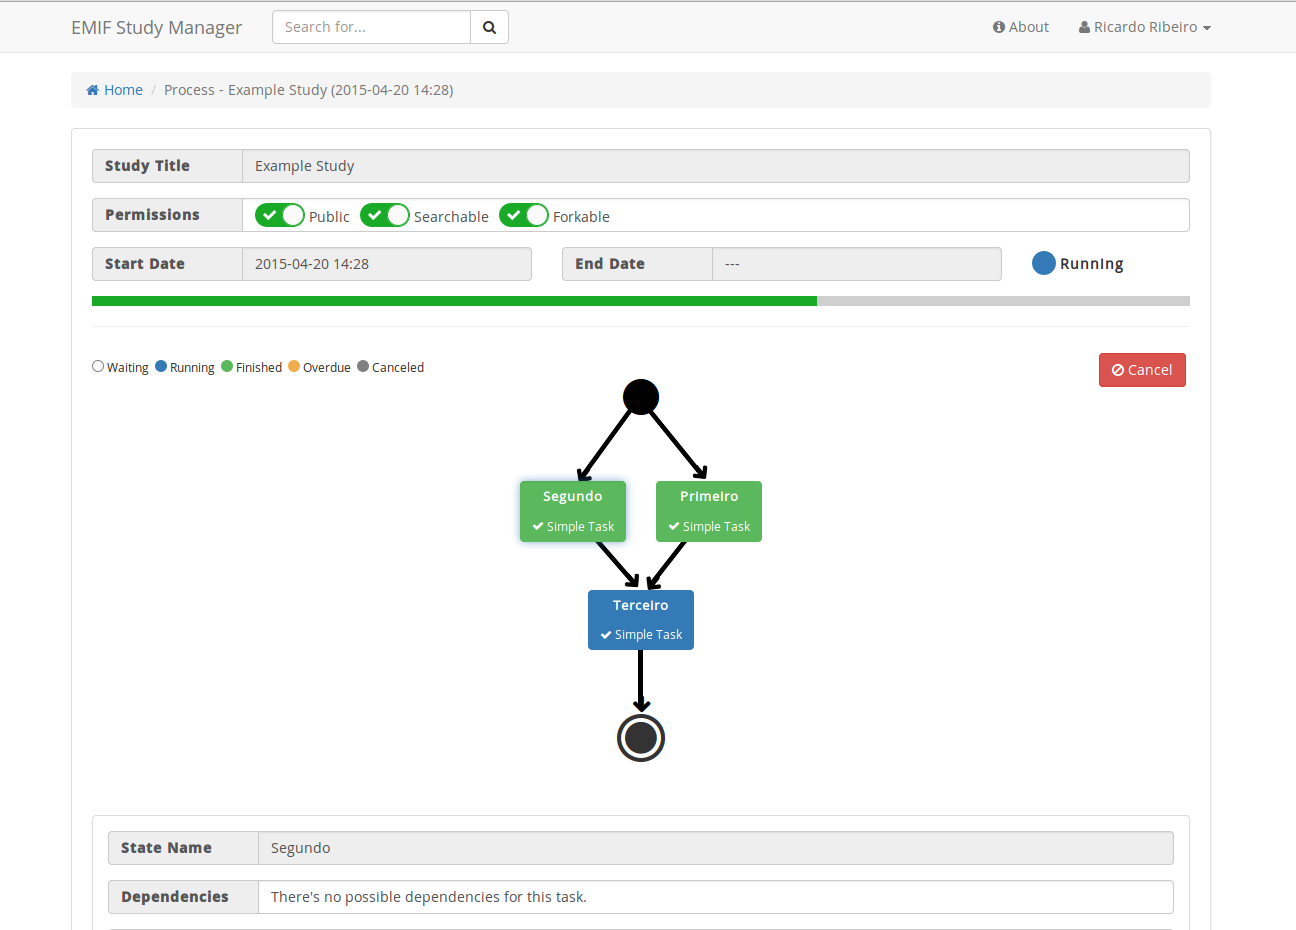 EMIF Study Manager
Search for...
About
Ricardo Ribeiro
Home / Process - Example Study (2015-04-20 14:28)
Study Title
Example Study
Permissions
Public
Searchable
Forkable
Start Date
2015-04-20 14:28
End Date
---
Running
Waiting
Running
Finished
Overdue
Canceled
Cancel
Segundo
Simple Task
Primeiro
Simple Task
Terceiro
Simple Task
State Name
Segundo
Dependencies
There's no possible dependencies for this task.